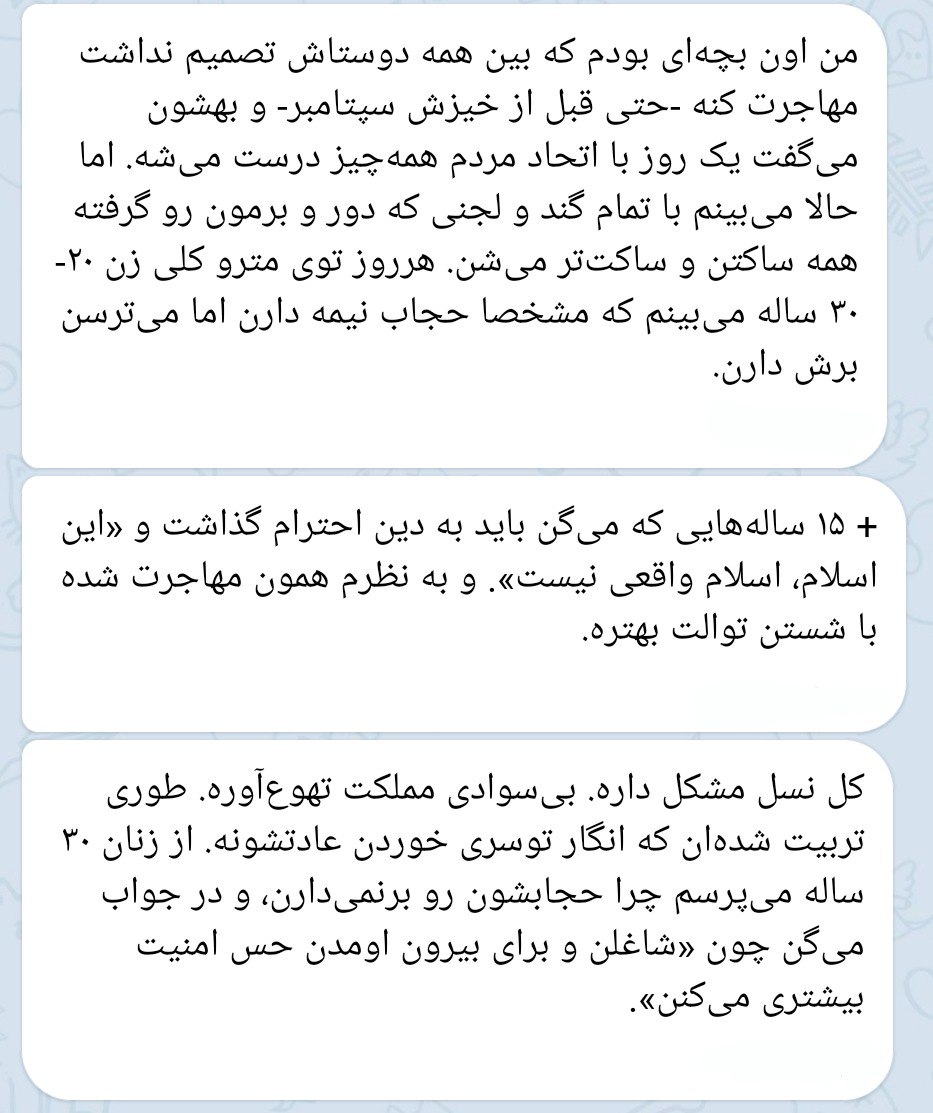 من اون بچه‌ای بودم که بین همه دوستاش تصمیم نداشت
مهاجرت کنه -حتی قبل از خیزش سپتامبر- و بهشون
می‌گفت یک روز با اتحاد مردم همه‌چیز درست می‌شه. اما
حالا می‌بینم با تمام گند و لجنی که دور و برمون رو گرفته
همه ساکتن و ساکت‌تر می‌شن. هرروز توی مترو کلی زن ۲۰-
۳۰ ساله می‌بینم که مشخصا حجاب نیمه دارن اما می‌ترسن
برش دارن.
+ ۱۵ ساله‌هایی که می‌گن باید به دین احترام گذاشت و «این
اسلام، اسلام واقعی نیست». و به نظرم همون مهاجرت شده
با شستن توالت بهتره.
کل نسل مشکل داره. بی‌سوادی مملکت تهوع‌آوره. طوری
تربیت شده‌ان که انگار توسری خوردن عادتشونه. از زنان ۳۰
ساله می‌پرسم چرا حجابشون رو برنمی‌دارن، و در جواب
می‌گن چون «شاغلن و برای بیرون اومدن حس امنیت
بیشتری می‌کنن».